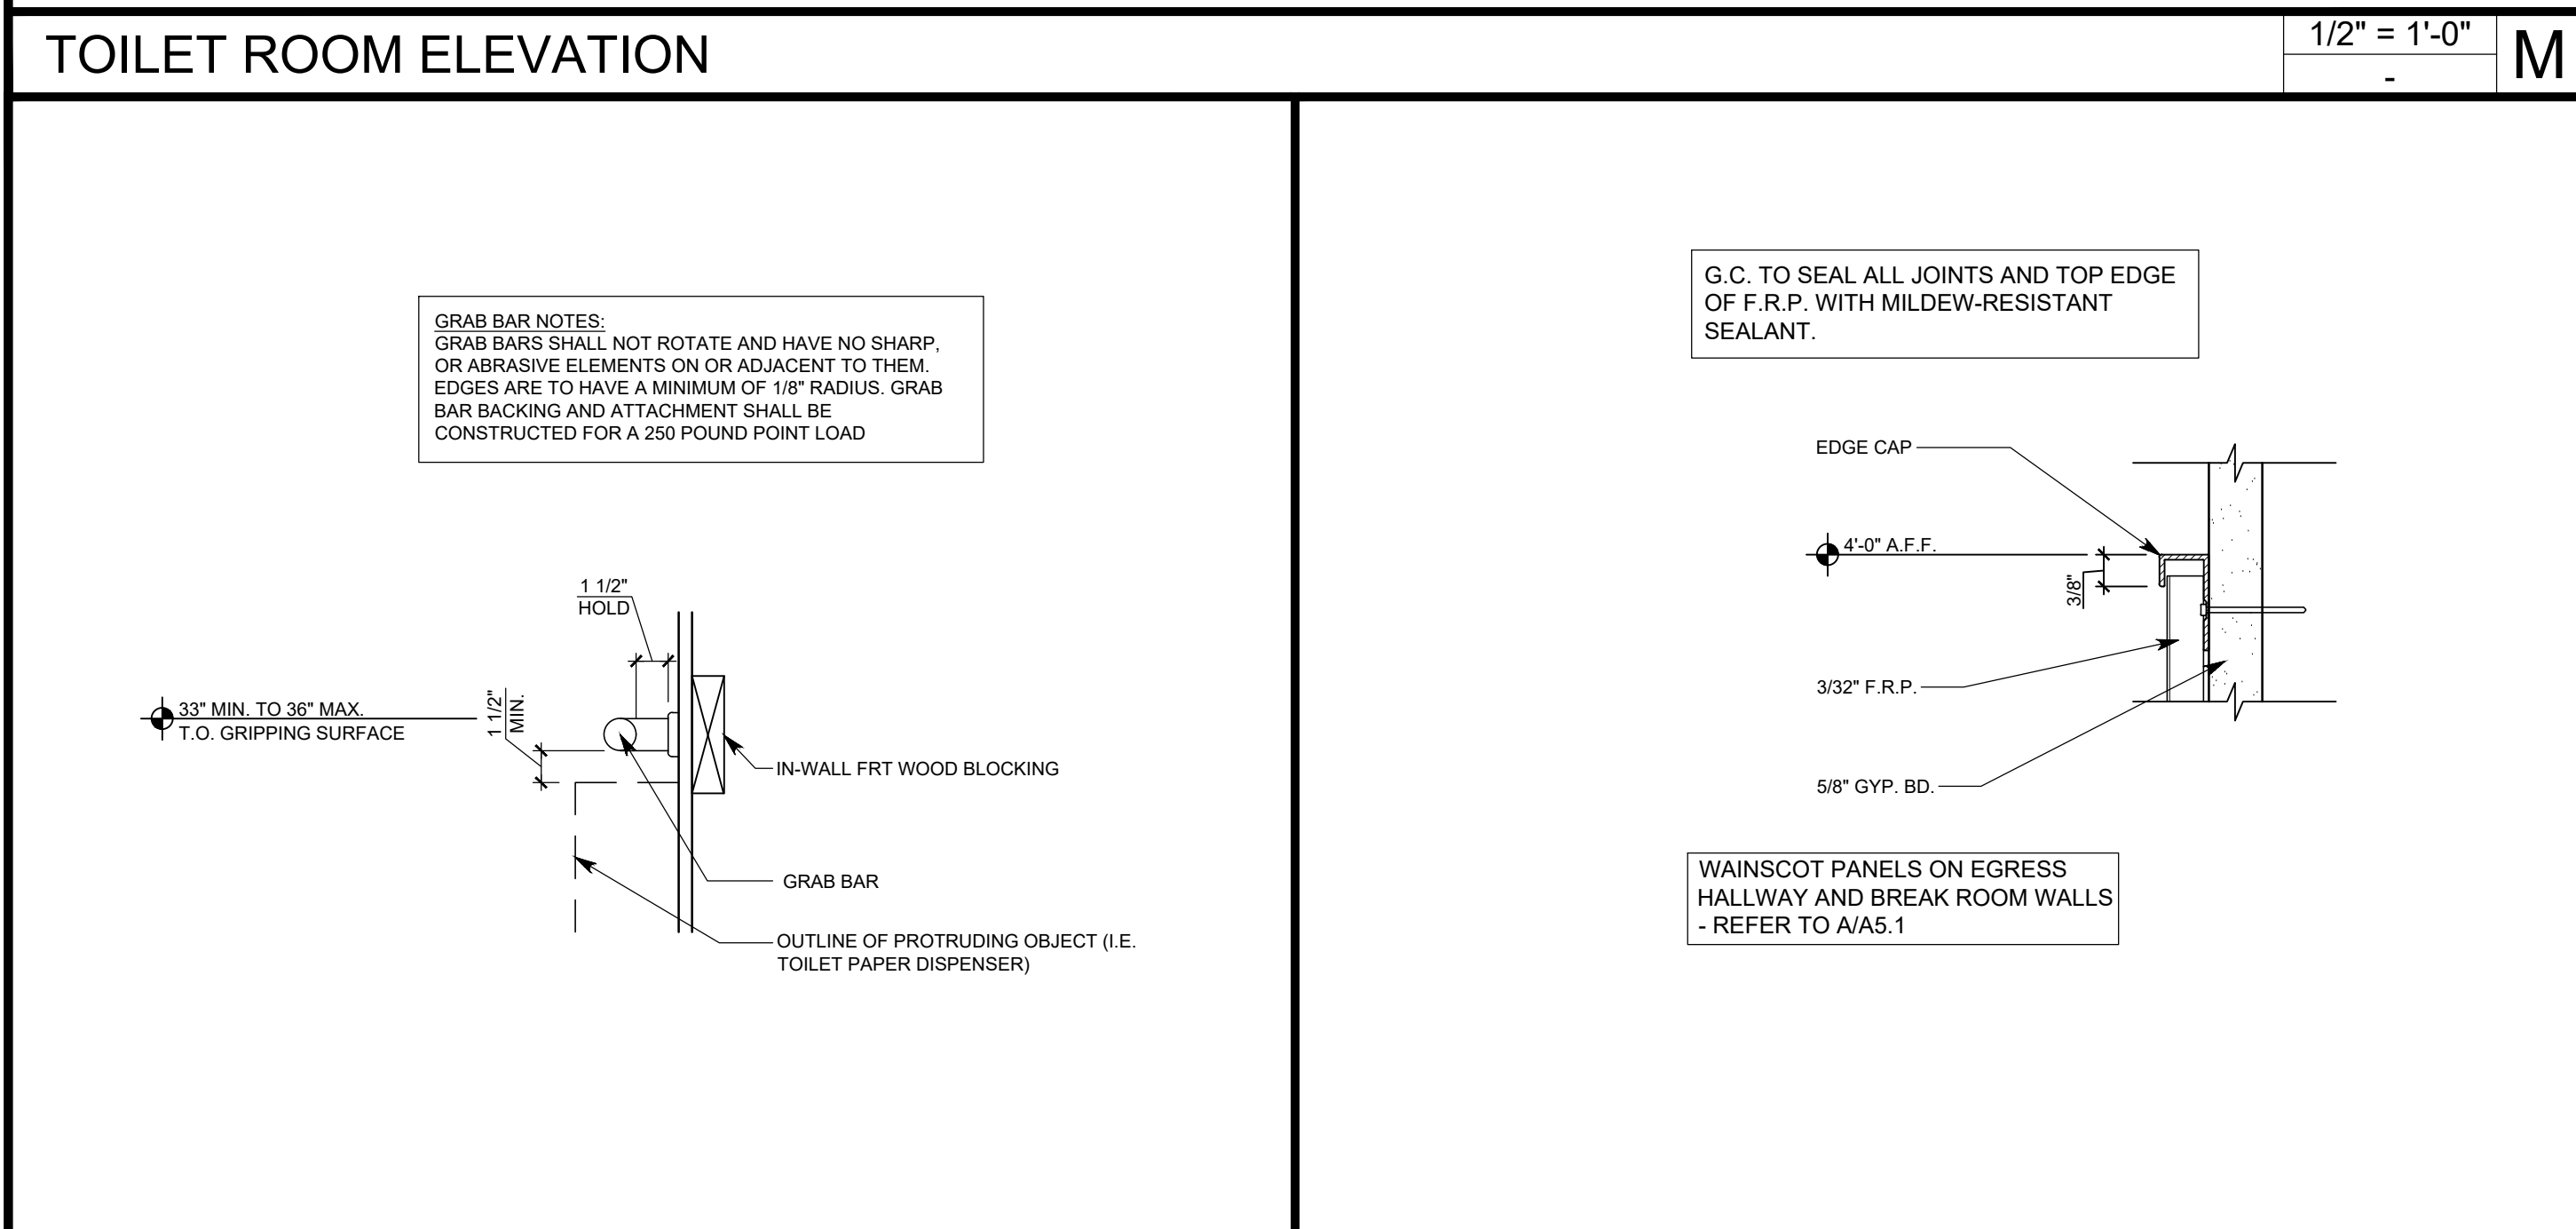 TOILET ROOM ELEVATION
1/2" = 1'-0"
-
M
GRAB BAR NOTES:
GRAB BARS SHALL NOT ROTATE AND HAVE NO SHARP,
OR ABRASIVE ELEMENTS ON OR ADJACENT TO THEM.
EDGES ARE TO HAVE A MINIMUM OF 1/8" RADIUS. GRAB
BAR BACKING AND ATTACHMENT SHALL BE
CONSTRUCTED FOR A 250 POUND POINT LOAD
1 1/2"
HOLD
33" MIN. TO 36" MAX.
T.O. GRIPPING SURFACE
1 1/2"
MIN.
IN-WALL FRT WOOD BLOCKING
GRAB BAR
OUTLINE OF PROTRUDING OBJECT (I.E.
TOILET PAPER DISPENSER)
G.C. TO SEAL ALL JOINTS AND TOP EDGE
OF F.R.P. WITH MILDEW-RESISTANT
SEALANT.
EDGE CAP
4'-0" A.F.F.
3/8"
3/32" F.R.P.
5/8" GYP. BD.
WAINSCOT PANELS ON EGRESS
HALLWAY AND BREAK ROOM WALLS
- REFER TO A/A5.1